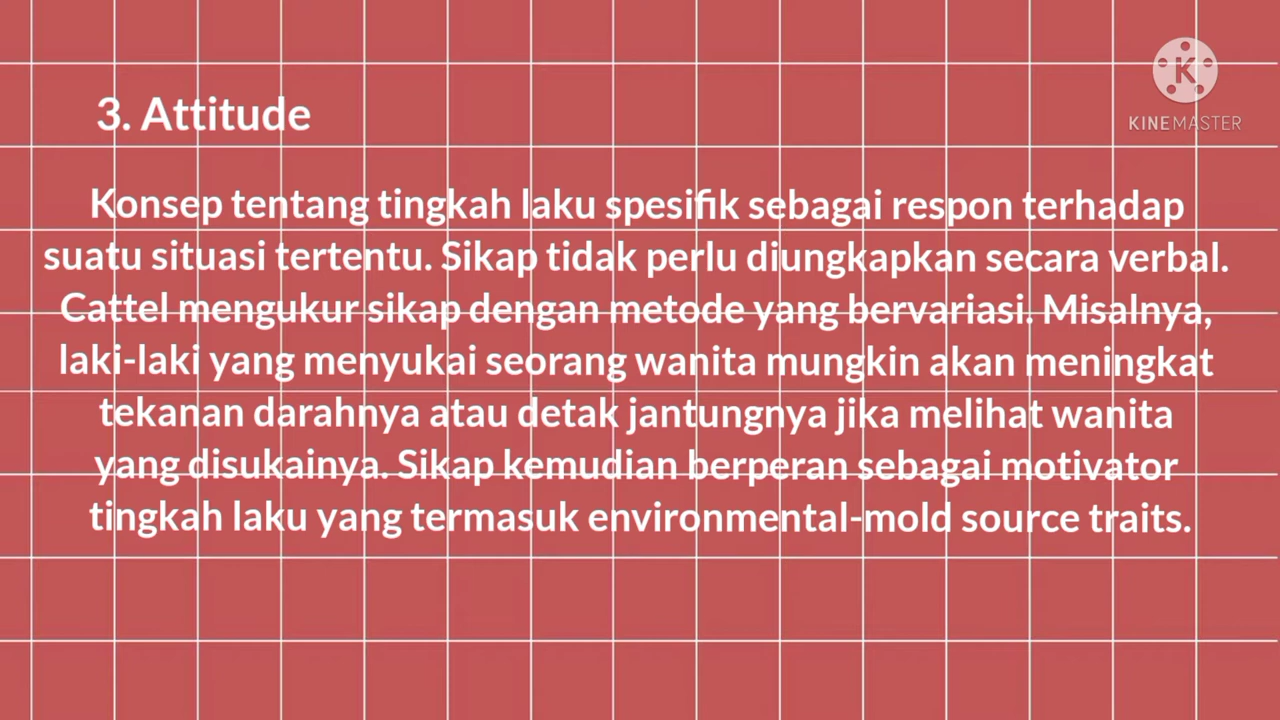 KINEMASTER
3. Attitude
Konsep tentang tingkah laku spesifik sebagai respon terhadap
suatu situasi tertentu. Sikap tidak perlu diungkapkan secara verbal.
Cattel mengukur sikap dengan metode yang bervariasi. Misalnya,
laki-laki yang menyukai seorang wanita mungkin akan meningkat
tekanan darahnya atau detak jantungnya jika melihat wanita
yang disukainya. Sikap kemudian berperan sebagai motivator
tingkah laku yang termasuk environmental-mold source traits.